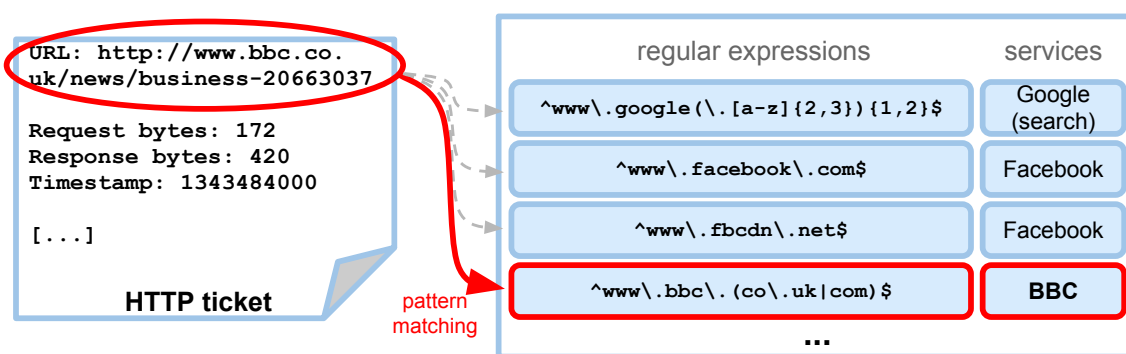 URL: http://www.bbc.co.
uk/news/business-20663037
Request bytes: 172
Response bytes: 420
Timestamp: 1343484000
[...]
HTTP ticket
pattern
matching
regular expressions
services
^www\.google(\.[a-z]{2,3}){1,2}$
Google
(search)
^www\.facebook\.com$
Facebook
^www\.fbcdn\.net$
Facebook
^www\.bbc\.(co\.uk|com)$
BBC
...